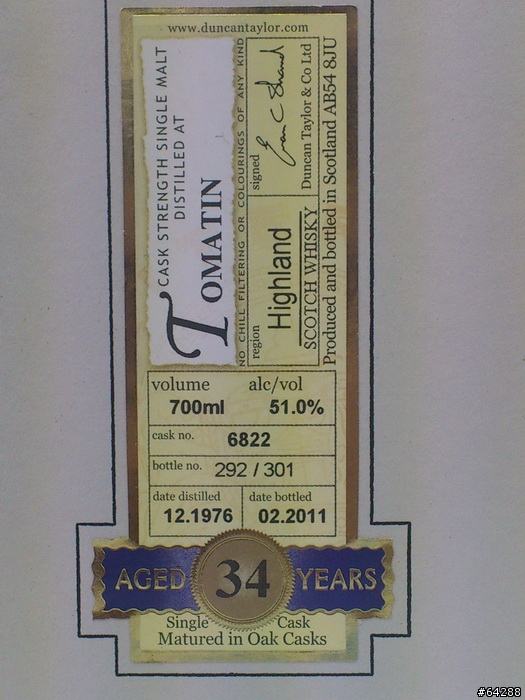 www.duncantaylor.com
CASK STRENGTH SINGLE MALT
DISTILLED AT
TOMATIN
NO CHILL FILTERING OR COLOURINGS OF ANY KIND
region
Highland
SCOTCH WHISKY
signed
Euan C Shand
Duncan Taylor & Co Ltd
Produced and bottled in Scotland AB54 8JU
volume alc/vol
700ml 51.0%
cask no. 6822
bottle no. 292 / 301
date distilled date bottled
12.1976 02.2011
AGED 34 YEARS
Single Cask
Matured in Oak Casks
#64288